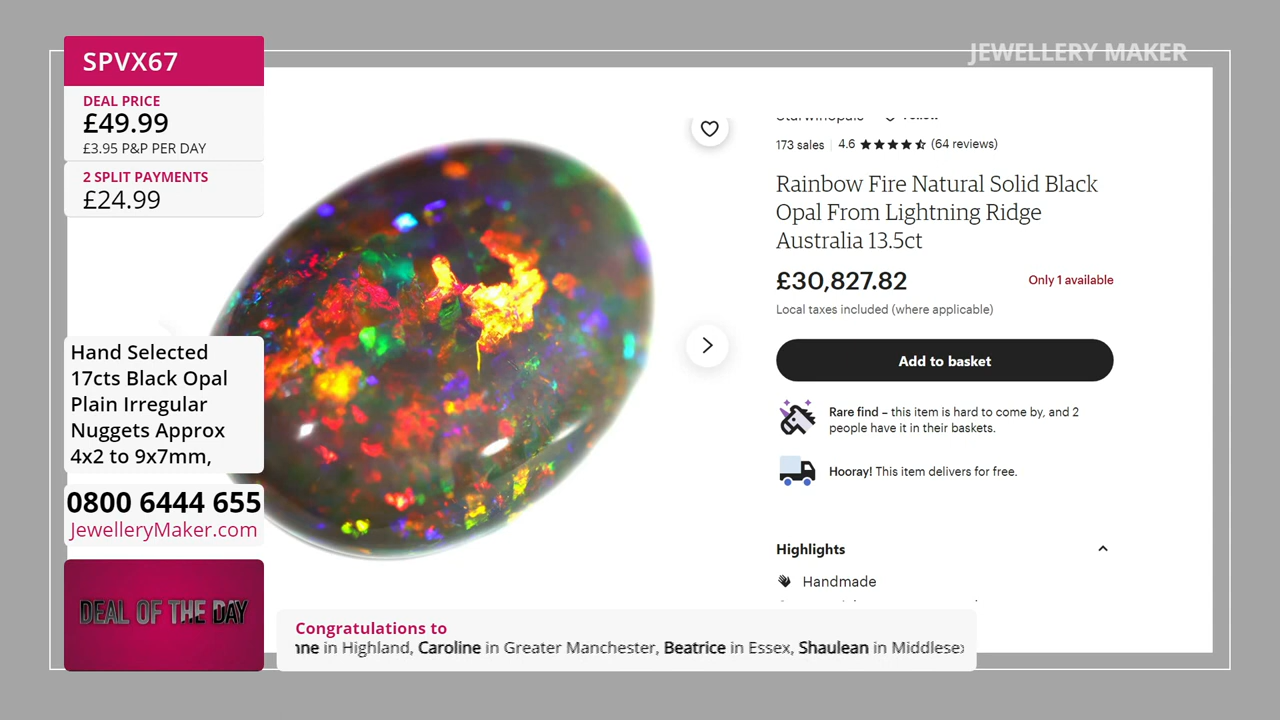 JEWELLERY MAKER
SPVX67
DEAL PRICE
£49.99
£3.95 P&P PER DAY
2 SPLIT PAYMENTS
£24.99
Hand Selected
17cts Black Opal
Plain Irregular
Nuggets Approx
4x2 to 9x7mm,
0800 6444 655
JewelleryMaker.com
DEAL OF THE DAY
173 sales 4.6 (64 reviews)
Rainbow Fire Natural Solid Black
Opal From Lightning Ridge
Australia 13.5ct
£30,827.82 Only 1 available
Local taxes included (where applicable)
Add to basket
Rare find – this item is hard to come by, and 2
people have it in their baskets.
Hooray! This item delivers for free.
Highlights
Handmade
Congratulations to
in Highland, Caroline in Greater Manchester, Beatrice in Essex, Shaulean in Middlesex